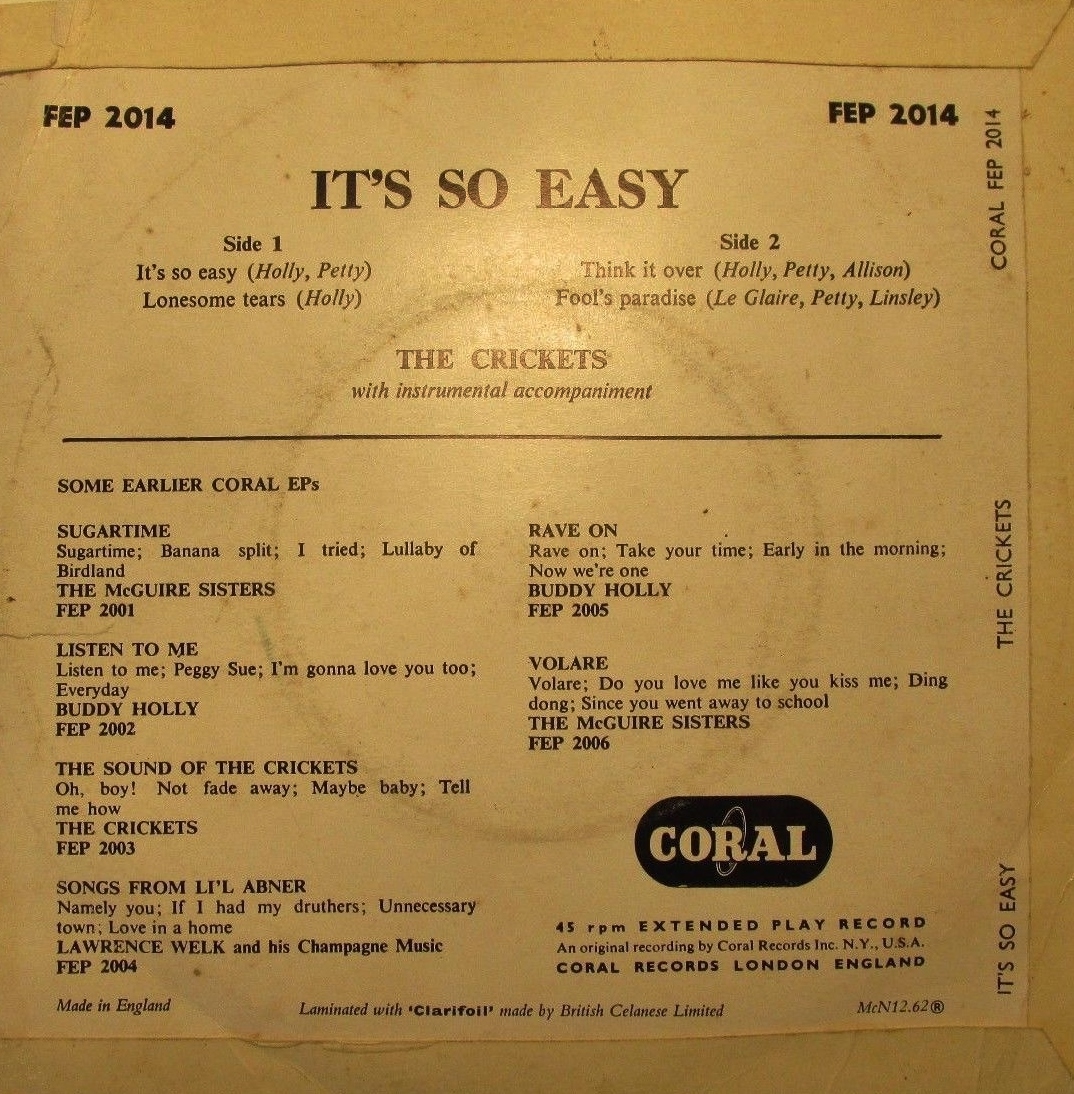 FEP 2014
FEP 2014
IT'S SO EASY
Side 1
It's so easy (Holly, Petty)
Lonesome tears (Holly)
Side 2
Think it over (Holly, Petty, Allison)
Fool's paradise (Le Glaire, Petty, Linsley)
THE CRICKETS
with instrumental accompaniment
SOME EARLIER CORAL EPs
SUGARTIME
Sugartime; Banana split; I tried; Lullaby of
Birdland
THE McGUIRE SISTERS
FEP 2001
LISTEN TO ME
Listen to me; Peggy Sue; I'm gonna love you too;
Everyday
BUDDY HOLLY
FEP 2002
THE SOUND OF THE CRICKETS
Oh, boy! Not fade away; Maybe baby; Tell
me how
THE CRICKETS
FEP 2003
SONGS FROM LI'L ABNER
Namely you; If I had my druthers; Unnecessary
town; Love in a home
LAWRENCE WELK and his Champagne Music
FEP 2004
RAVE ON
Rave on; Take your time; Early in the morning;
Now we're one
BUDDY HOLLY
FEP 2005
VOLARE
Volare; Do you love me like you kiss me; Ding
dong; Since you went away to school
THE McGUIRE SISTERS
FEP 2006
CORAL
45 rpm EXTENDED PLAY RECORD
An original recording by Coral Records Inc. N.Y., U.S.A.
CORAL RECORDS LONDON ENGLAND
Made in England
Laminated with 'Clarifoil' made by British Celanese Limited
McN12.62®
CORAL FEP 2014
THE CRICKETS
IT'S SO EASY